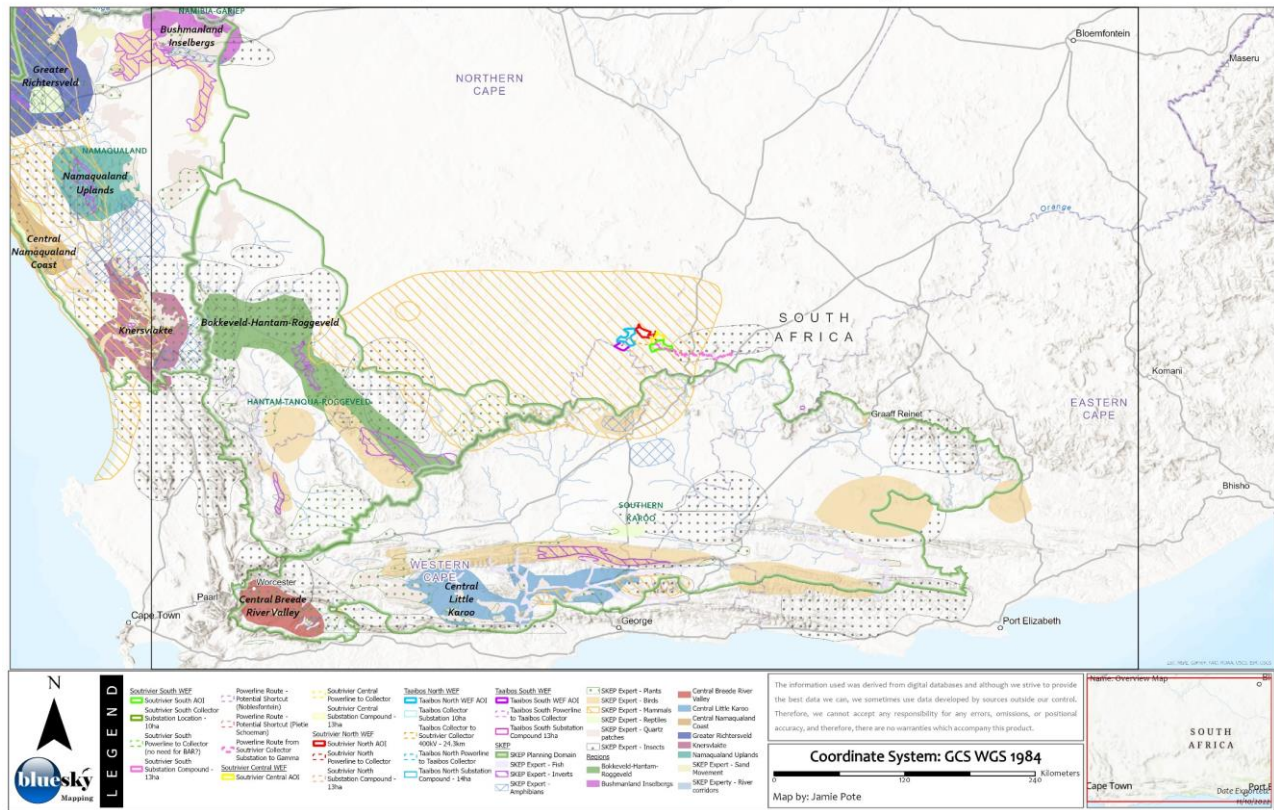 NAMIBIA-GARIEP
Bushmanland
Inselbergs
Bloemfontein
Maseru
Greater
Richtersveld
NORTHERN
CAPE
NAMAQUALAND
Namaqualand
Uplands
Orange
Central
Namaqualand
Coast
Knersvlakte
Bokkeveld-Hantam-Roggeveld
SOUTH
AFRICA
Komani
HANTAM-TANQUA-ROGGEVELD
Graaff Reinet
EASTERN
CAPE
Bhisho
SOUTHERN
KAROO
WESTERN
CAPE
Worcester
Paarl
Central Breede
River Valley
Central
Little
Karoo
Cape Town
George
Port Elizabeth
N
bluesky
Mapping
LEGEND
Soutrivier South WEF
Soutrivier South AOI
Soutrivier South
Substation Location -
10ha
Soutrivier South
Powerline to Collector
(no need for BAR?)
Soutrivier South
Substation Compound -
13ha
Powerline Route -
Potential Shortcut
(Noblesfontein)
Powerline Route -
Potential Shortcut (Pietie
Schoeman)
Powerline Route from
Soutrivier Collector
Substation to Gamma
Soutrivier Central WEF
Soutrivier Central AOI
Soutrivier Central
Powerline to Collector
Soutrivier Central
Substation Compound -
13ha
Soutrivier North WEF
Soutrivier North AOI
Soutrivier North
Powerline to Collector
Soutrivier North
Substation Compound -
13ha
Taaibos North WEF
Taaibos North WEF AOI
Taaibos Collector
Substation 10ha
Taaibos Collector to
Soutrivier Collector
400kV - 24.3km
Taaibos North Powerline
to Taaibos Collector
Taaibos North Substation
Compound - 14ha
Taaibos South WEF
Taaibos South WEF AOI
Taaibos South Powerline
to Taaibos Collector
Taaibos South Substation
Compound 13ha
SKEP
SKEP Planning Domain
SKEP Expert - Fish
SKEP Expert - Inverts
SKEP Expert -
Amphibians
SKEP Expert - Plants
SKEP Expert - Birds
SKEP Expert - Mammals
SKEP Expert - Reptiles
SKEP Expert - Quartz
patches
SKEP Expert - Insects
Regions
Bokkeveld-Hantam-
Roggeveld
Bushmanland Inselbergs
Central Breede River
Valley
Central Little Karoo
Central Namaqualand
Coast
Greater Richtersveld
Knersvlakte
Namaqualand Uplands
SKEP Expert - Sand
Movement
SKEP Experty - River
corridors
The information used was derived from digital databases and although we strive to provide
the best data we can, we sometimes use data developed by sources outside our control.
Therefore, we cannot accept any responsibility for any errors, omissions, or positional
accuracy, and therefore, there are no warranties which accompany this product.
Coordinate System: GCS WGS 1984
Kilometers
0 120 240
Map by: Jamie Pote
Name: Overview Map
SOUTH
AFRICA
Cape Town
Date Exported:
11/10/2022